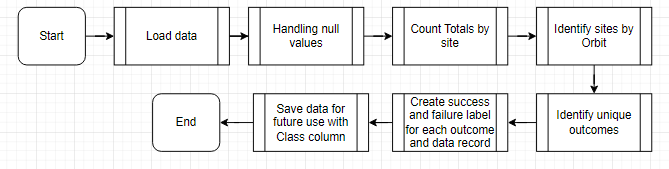 Start
Load data
Handling null
values
Count Totals by
site
Identify sites by
Orbit
End
Save data for
future use with
Class column
Create success
and failure label
for each outcome
and data record
Identify unique
outcomes